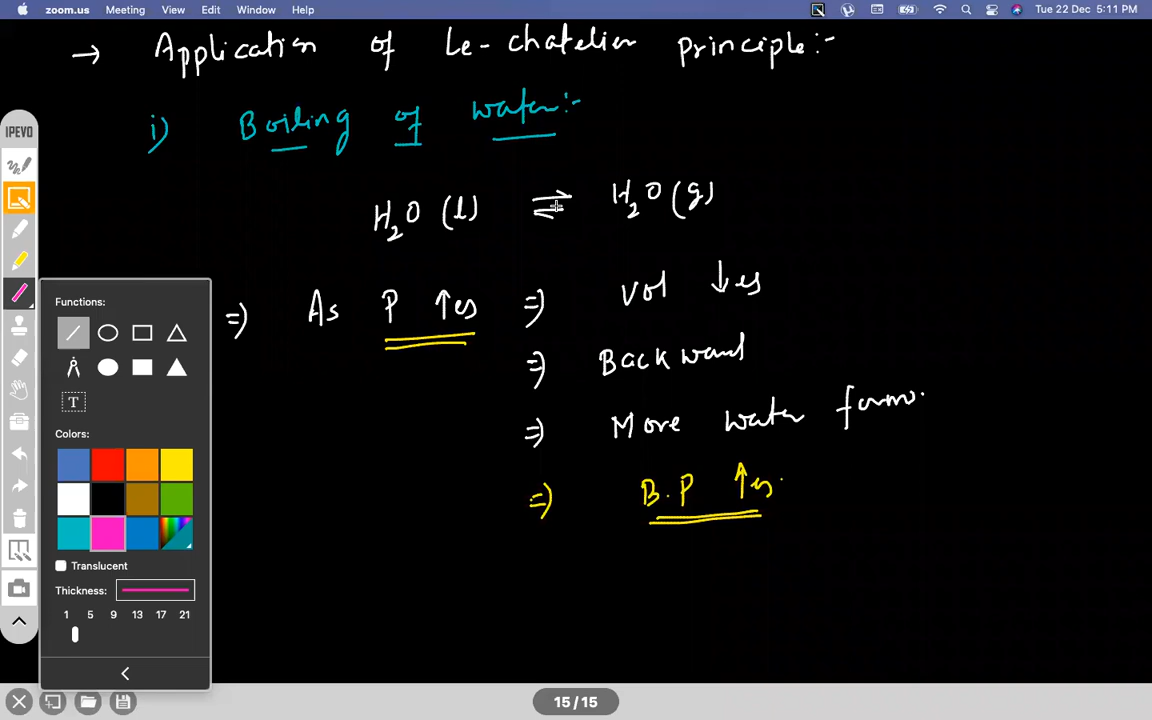 zoom.us Meeting View Edit Window Help Tue 22 Dec 5:11 PM
→ Application of Le-chatelier principle:-
i) Boiling of water:-
IPEVO
H₂O (l) ⇌ H₂O (g)
⇒ As P ↑es ⇒ Vol ↓es
⇒ Backward
⇒ More water forms.
⇒ B.P ↑es.
Functions:
T
Colors:
Translucent
Thickness:
1 5 9 13 17 21
15 / 15